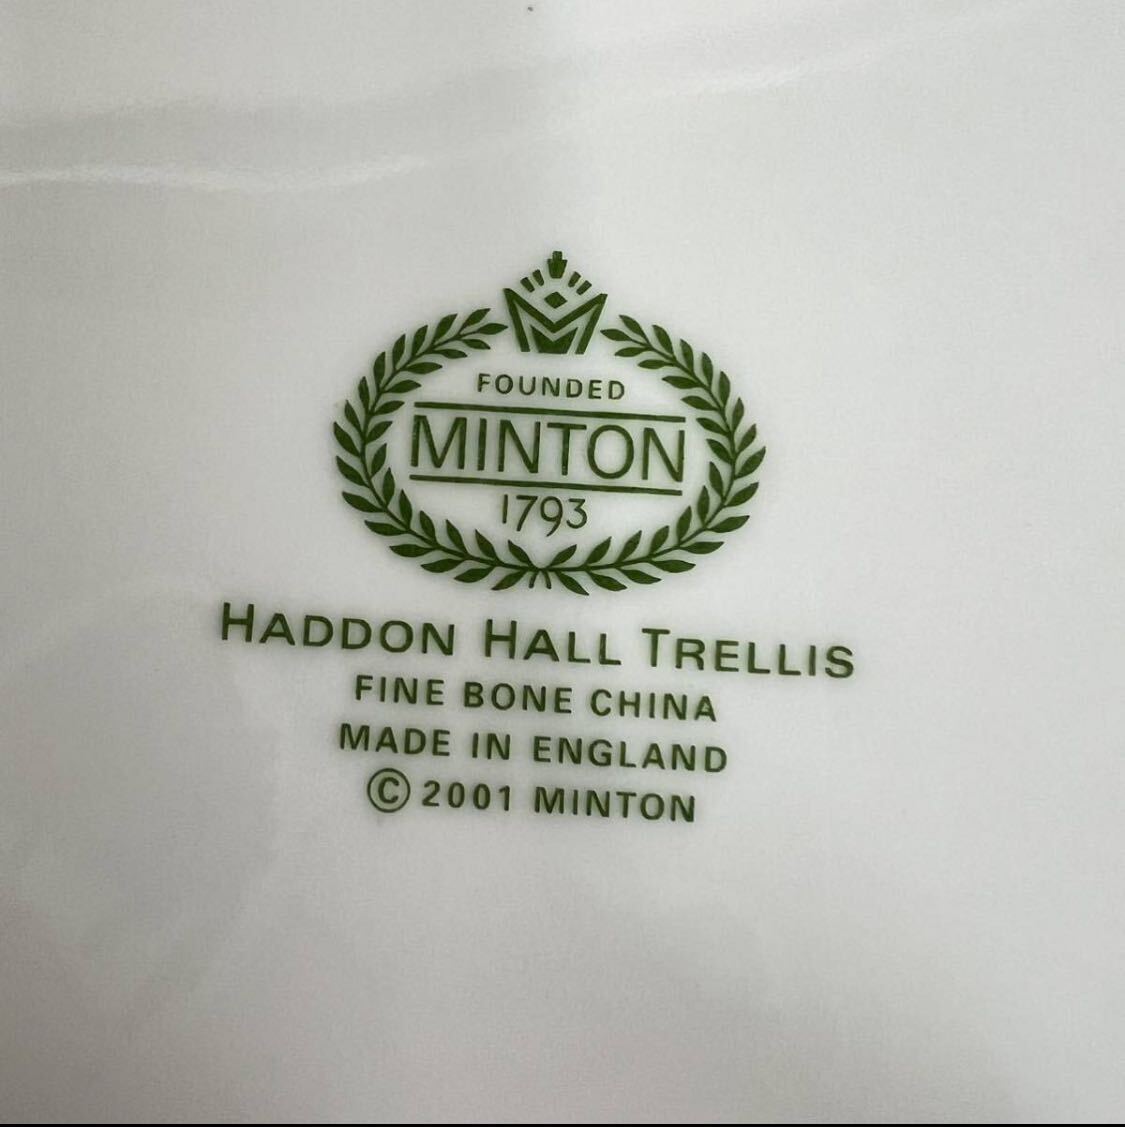 FOUNDED
MINTON
1793
HADDON HALL TRELLIS
FINE BONE CHINA
MADE IN ENGLAND
© 2001 MINTON